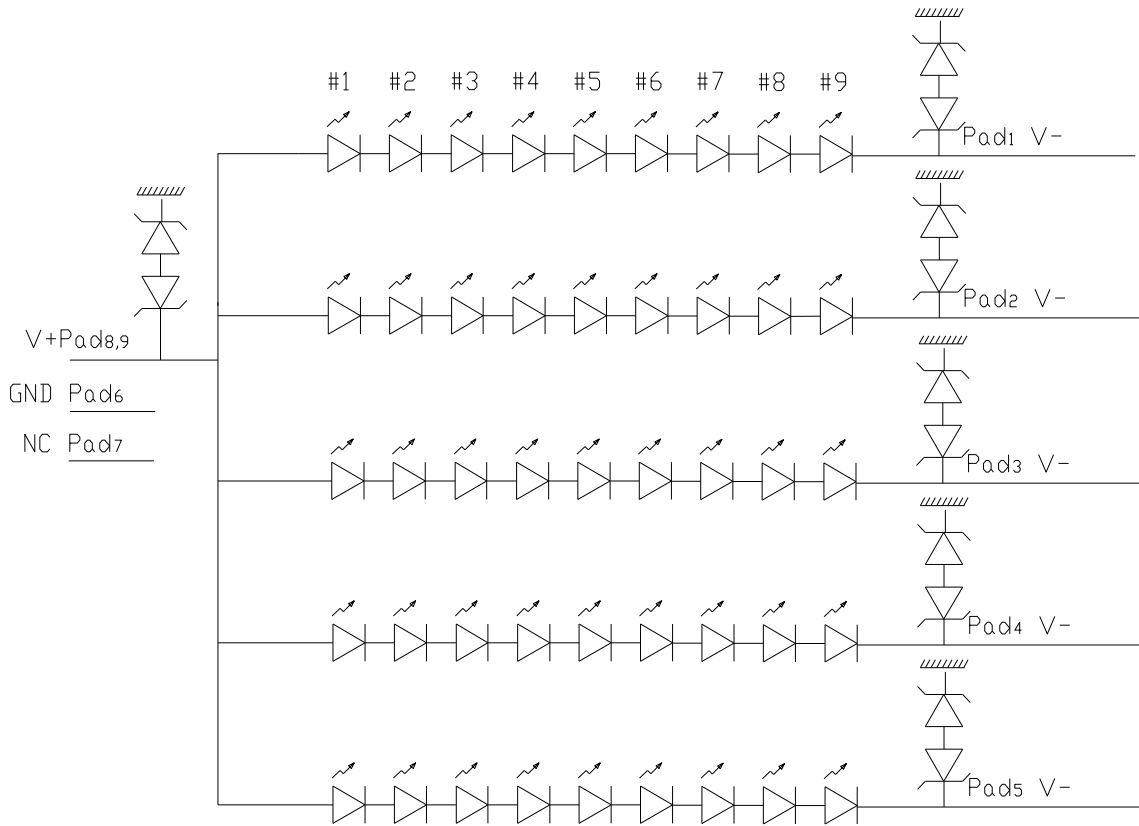 #1 #2 #3 #4 #5 #6 #7 #8 #9
Pad1 V-
Pad2 V-
V+Pad8,9
GND Pad6
NC Pad7
Pad3 V-
Pad4 V-
Pad5 V-